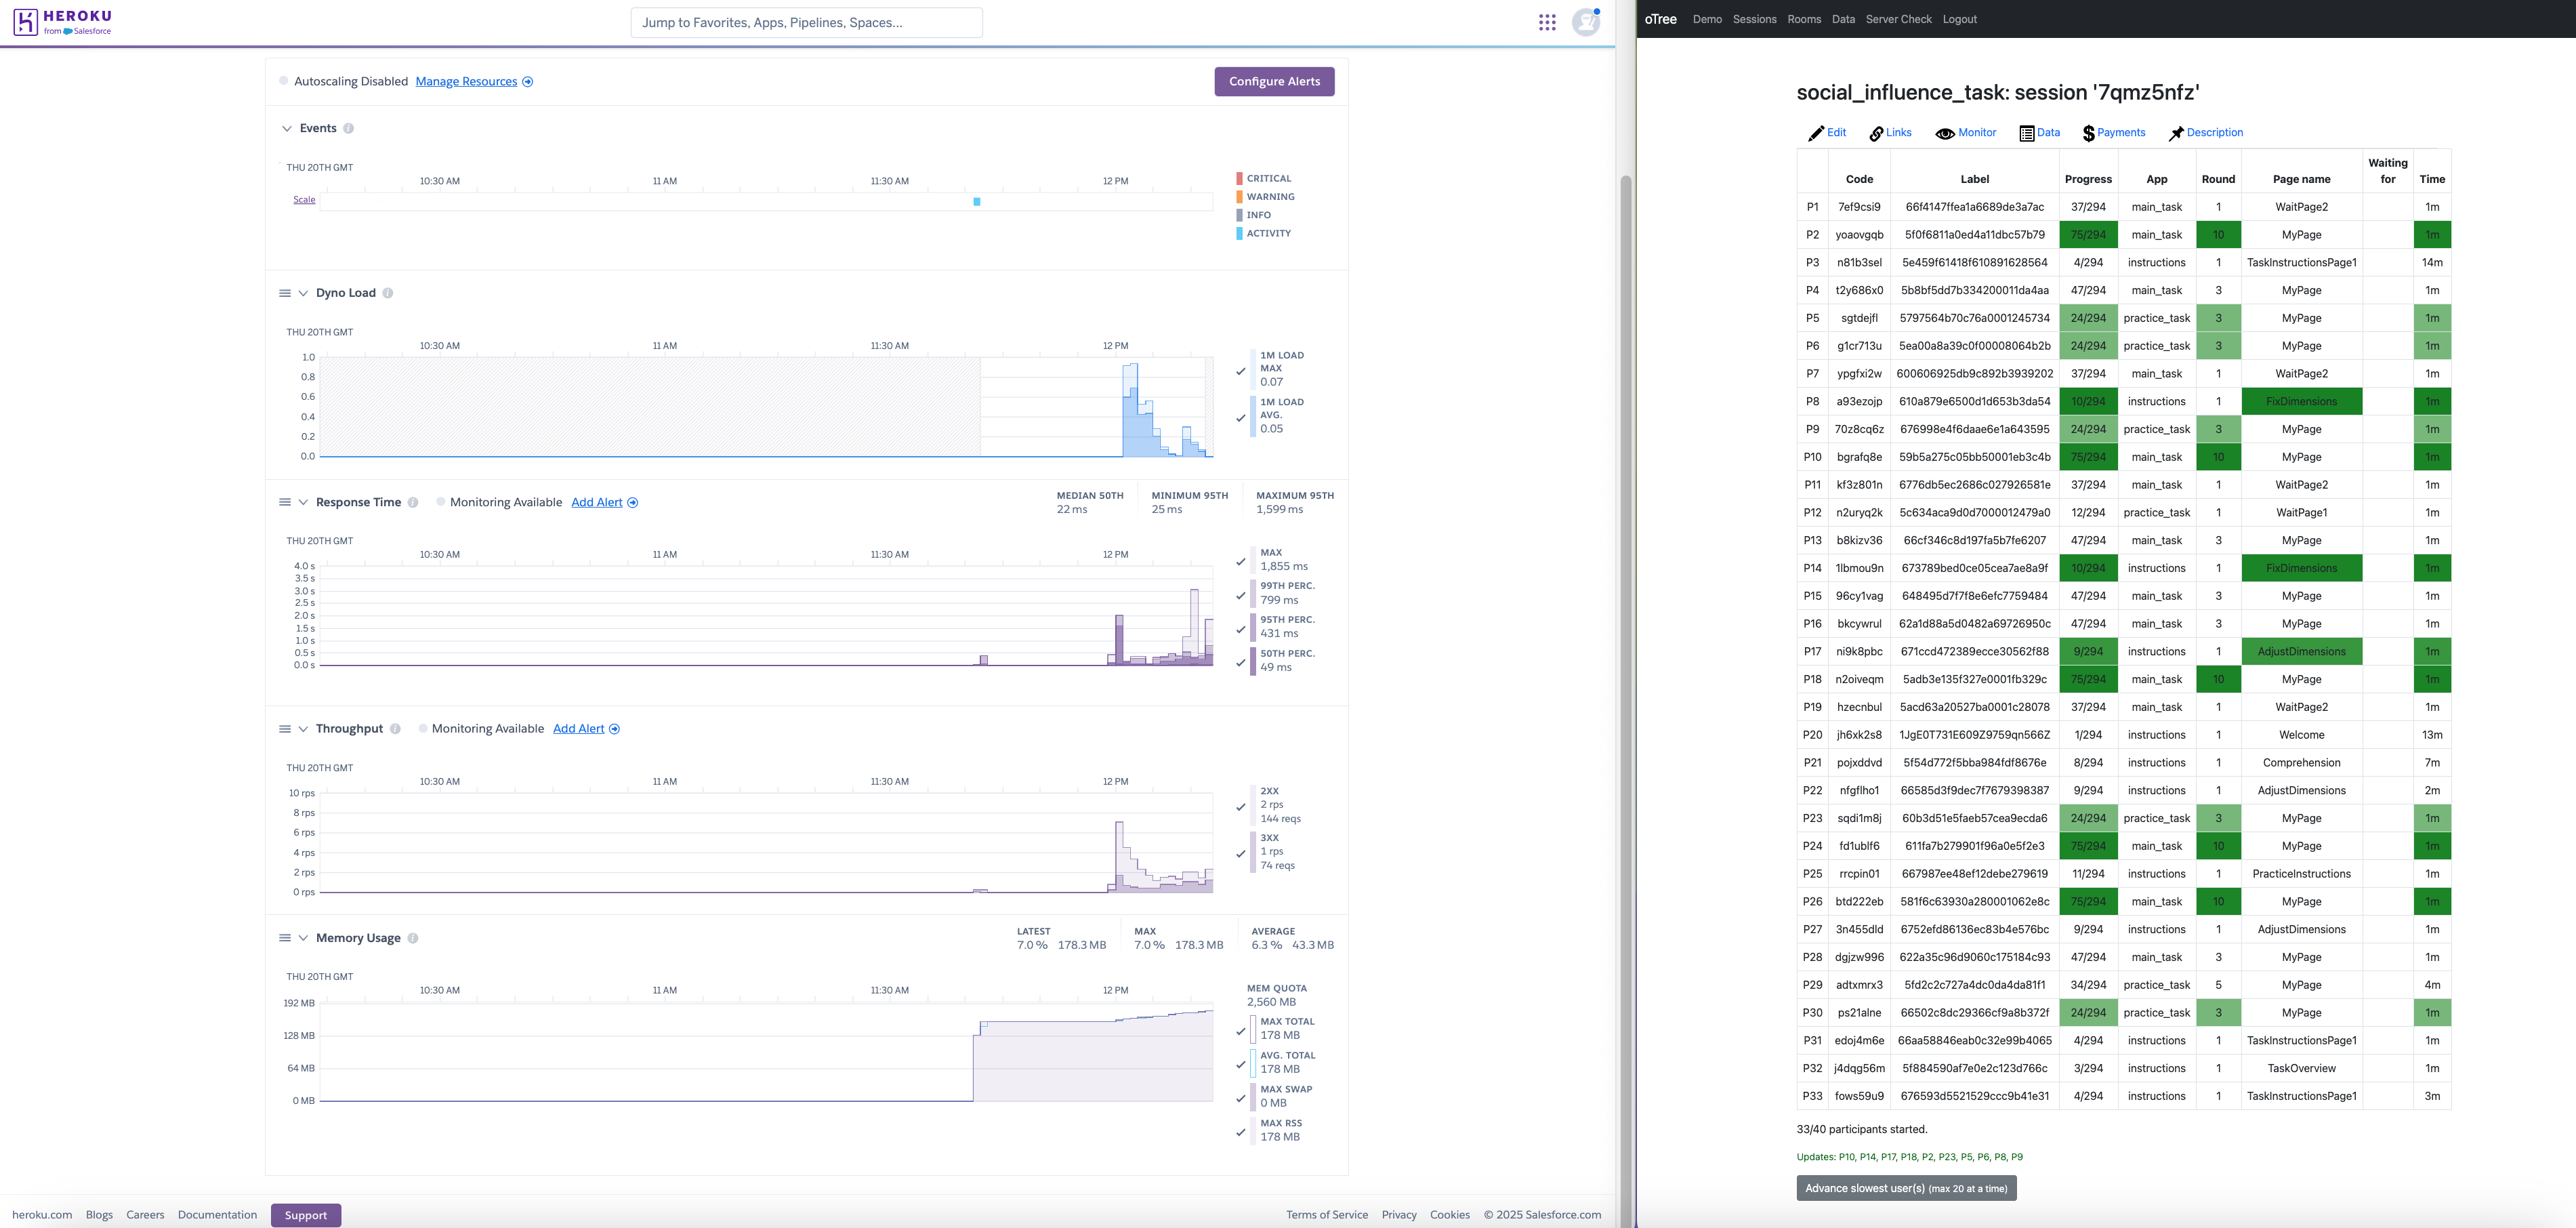 HEROKU
from Salesforce
Jump to Favorites, Apps, Pipelines, Spaces...
Autoscaling Disabled Manage Resources
Configure Alerts
Events
THU 20TH GMT
10:30 AM 11 AM 11:30 AM 12 PM
Scale
CRITICAL
WARNING
INFO
ACTIVITY
Dyno Load
THU 20TH GMT
10:30 AM 11 AM 11:30 AM 12 PM
1.0
0.8
0.6
0.4
0.2
0.0
1M LOAD
MAX
0.07
1M LOAD
AVG.
0.05
Response Time Monitoring Available Add Alert
MEDIAN 50TH MINIMUM 95TH MAXIMUM 95TH
22 ms 25 ms 1,599 ms
THU 20TH GMT
10:30 AM 11 AM 11:30 AM 12 PM
4.0 s
3.5 s
3.0 s
2.5 s
2.0 s
1.5 s
1.0 s
0.5 s
0.0 s
MAX
1,855 ms
99TH PERC.
799 ms
95TH PERC.
431 ms
50TH PERC.
49 ms
Throughput Monitoring Available Add Alert
THU 20TH GMT
10:30 AM 11 AM 11:30 AM 12 PM
10 rps
8 rps
6 rps
4 rps
2 rps
0 rps
2XX
2 rps
144 reqs
3XX
1 rps
74 reqs
Memory Usage
LATEST MAX AVERAGE
7.0 % 178.3 MB 7.0 % 178.3 MB 6.3 % 43.3 MB
THU 20TH GMT
10:30 AM 11 AM 11:30 AM 12 PM
192 MB
128 MB
64 MB
0 MB
MEM QUOTA
2,560 MB
MAX TOTAL
178 MB
AVG. TOTAL
178 MB
MAX SWAP
0 MB
MAX RSS
178 MB
heroku.com Blogs Careers Documentation Support
Terms of Service Privacy Cookies © 2025 Salesforce.com
oTree Demo Sessions Rooms Data Server Check Logout
social_influence_task: session '7qmz5nfz'
Edit Links Monitor Data Payments Description
Code Label Progress App Round Page name Waiting for Time
P1 7ef9csi9 66f4147ffea1a6689de3a7ac 37/294 main_task 1 WaitPage2 1m
P2 yoaovgqb 5f0f6811a0ed4a11dbc57b79 75/294 main_task 10 MyPage 1m
P3 n81b3sel 5e459f61418f610891628564 4/294 instructions 1 TaskInstructionsPage1 14m
P4 t2y686x0 5b8bf5dd7b334200011da4aa 47/294 main_task 3 MyPage 1m
P5 sgtdejfl 5797564b70c76a0001245734 24/294 practice_task 3 MyPage 1m
P6 g1cr713u 5ea00a8a39c0f00008064b2b 24/294 practice_task 3 MyPage 1m
P7 ypgfxi2w 600606925db9c892b3939202 37/294 main_task 1 WaitPage2 1m
P8 a93ezojp 610a879e6500d1d653b3da54 10/294 instructions 1 FixDimensions 1m
P9 70z8cq6z 676998e4f6daae6e1a643595 24/294 practice_task 3 MyPage 1m
P10 bgrafq8e 59b5a275c05bb50001eb3c4b 75/294 main_task 10 MyPage 1m
P11 kf3z801n 6776db5ec2686c027926581e 37/294 main_task 1 WaitPage2 1m
P12 n2uryq2k 5c634aca9d0d7000012479a0 12/294 practice_task 1 WaitPage1 1m
P13 b8kizv36 66cf346c8d197fa5b7fe6207 47/294 main_task 3 MyPage 1m
P14 1lbmou9n 673789bed0ce05cea7ae8a9f 10/294 instructions 1 FixDimensions 1m
P15 96cy1vag 648495d7f7f8e6efc7759484 47/294 main_task 3 MyPage 1m
P16 bkcywrul 62a1d88a5d0482a69726950c 47/294 main_task 3 MyPage 1m
P17 ni9k8pbc 671ccd472389ecce30562f88 9/294 instructions 1 AdjustDimensions 1m
P18 n2oiveqm 5adb3e135f327e0001fb329c 75/294 main_task 10 MyPage 1m
P19 hzecnbul 5acd63a20527ba0001c28078 37/294 main_task 1 WaitPage2 1m
P20 jh6xk2s8 1JgE0T731E609Z9759qn566Z 1/294 instructions 1 Welcome 13m
P21 pojxddvd 5f54d772f5bba984fdf8676e 8/294 instructions 1 Comprehension 7m
P22 nfgflho1 66585d3f9dec7f7679398387 9/294 instructions 1 AdjustDimensions 2m
P23 sqdi1m8j 60b3d51e5faeb57cea9ecda6 24/294 practice_task 3 MyPage 1m
P24 fd1ublf6 611fa7b279901f96a0e5f2e3 75/294 main_task 10 MyPage 1m
P25 rrcpin01 667987ee48ef12debe279619 11/294 instructions 1 PracticeInstructions 1m
P26 btd222eb 581f6c63930a280001062e8c 75/294 main_task 10 MyPage 1m
P27 3n455dld 6752efd86136ec83b4e576bc 9/294 instructions 1 AdjustDimensions 1m
P28 dgjzw996 622a35c96d9060c175184c93 47/294 main_task 3 MyPage 1m
P29 adtxmrx3 5fd2c2c727a4dc0da4da81f1 34/294 practice_task 5 MyPage 4m
P30 ps21alne 66502c8dc29366cf9a8b372f 24/294 practice_task 3 MyPage 1m
P31 edoj4m6e 66aa58846eab0c32e99b4065 4/294 instructions 1 TaskInstructionsPage1 1m
P32 j4dqg56m 5f884590af7e0e2c123d766c 3/294 instructions 1 TaskOverview 1m
P33 fows59u9 676593d5521529ccc9b41e31 4/294 instructions 1 TaskInstructionsPage1 3m
33/40 participants started.
Updates: P10, P14, P17, P18, P2, P23, P5, P6, P8, P9
Advance slowest user(s) (max 20 at a time)